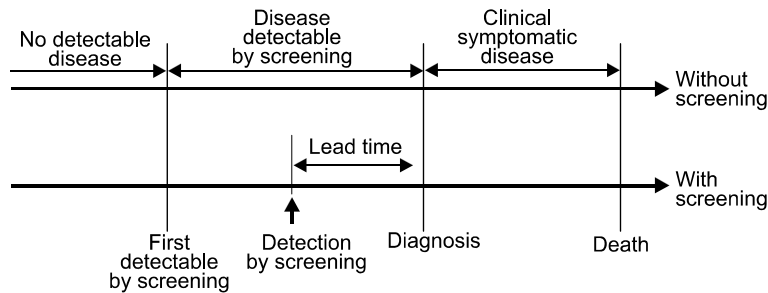 No detectable
disease
Disease
detectable
by screening
Clinical
symptomatic
disease
Without
screening
Lead time
With
screening
First
detectable
by screening
Detection
by screening
Diagnosis
Death